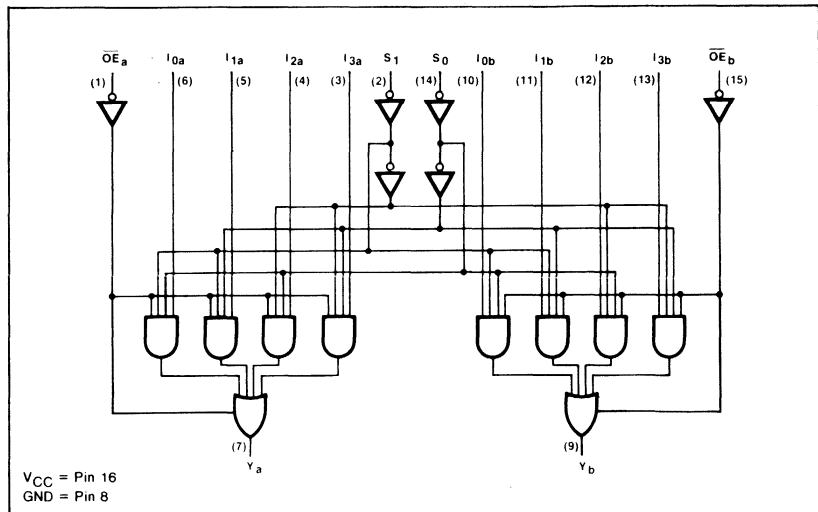 OEa I0a I1a I2a I3a S1 S0 I0b I1b I2b I3b OEb
(1) (6) (5) (4) (3) (2) (14) (10) (11) (12) (13) (15)
(7) (9)
Ya Yb
VCC = Pin 16
GND = Pin 8